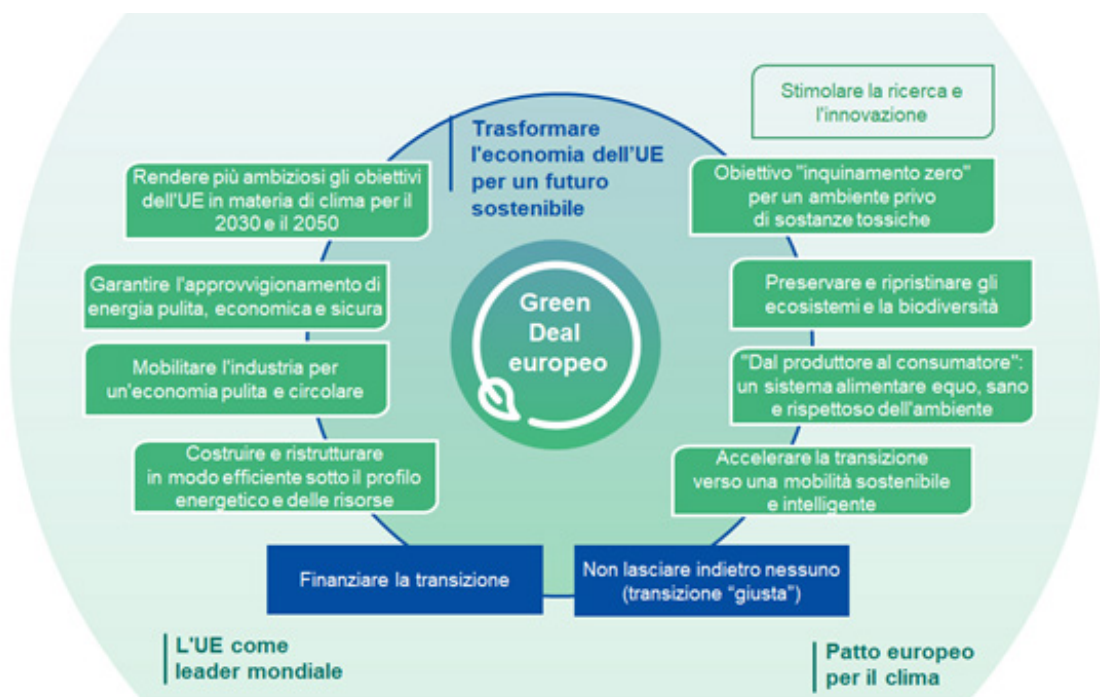 Stimolare la ricerca e
l'innovazione
Trasformare
l'economia dell'UE
per un futuro
sostenibile
Rendere più ambiziosi gli obiettivi
dell'UE in materia di clima per il
2030 e il 2050
Obiettivo "inquinamento zero"
per un ambiente privo
di sostanze tossiche
Garantire l'approvvigionamento di
energia pulita, economica e sicura
Preservare e ripristinare gli
ecosistemi e la biodiversità
Green
Deal
europeo
Mobilitare l'industria per
un'economia pulita e circolare
"Dal produttore al consumatore":
un sistema alimentare equo, sano
e rispettoso dell'ambiente
Costruire e ristrutturare
in modo efficiente sotto il profilo
energetico e delle risorse
Accelerare la transizione
verso una mobilità sostenibile
e intelligente
Finanziare la transizione
Non lasciare indietro nessuno
(transizione “giusta”)
L'UE come
leader mondiale
Patto europeo
per il clima